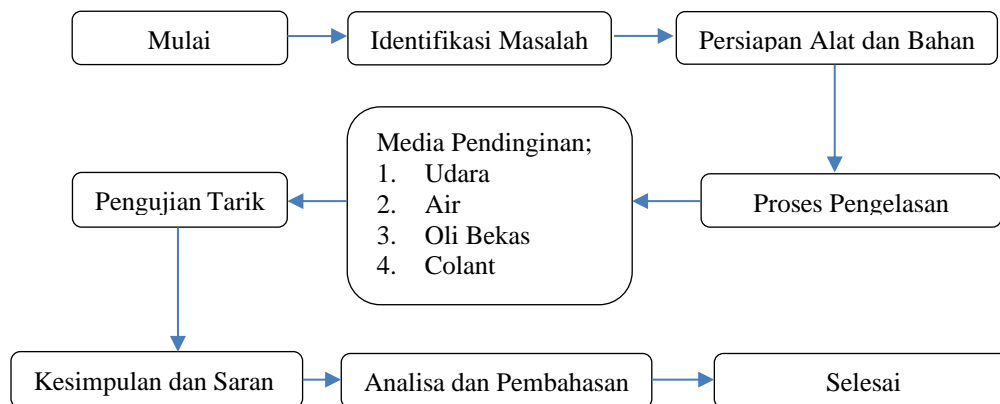 Mulai
Identifikasi Masalah
Persiapan Alat dan Bahan
Proses Pengelasan
Media Pendinginan;
1. Udara
2. Air
3. Oli Bekas
4. Colant
Pengujian Tarik
Kesimpulan dan Saran
Analisa dan Pembahasan
Selesai